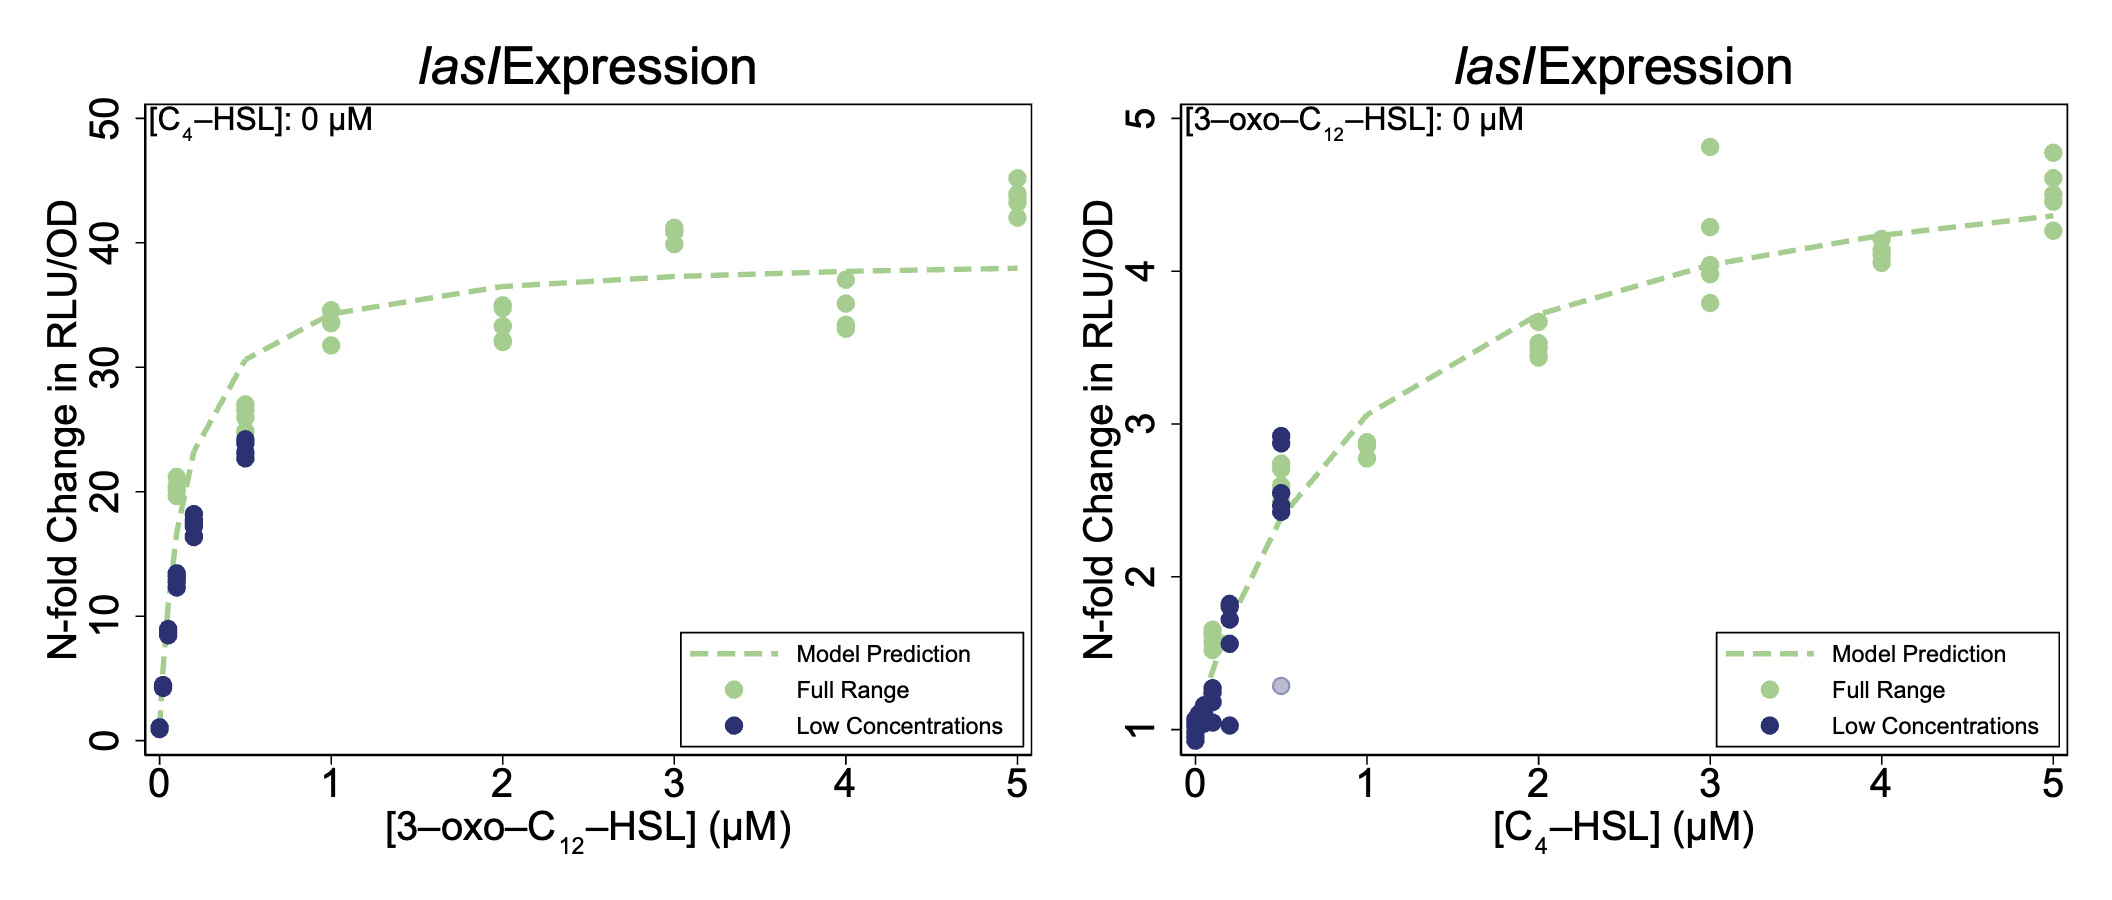 lasI Expression
[C4–HSL]: 0 µM
N-fold Change in RLU/OD
50
40
30
20
10
0
Model Prediction
Full Range
Low Concentrations
0 1 2 3 4 5
[3–oxo–C12–HSL] (µM)
lasI Expression
[3–oxo–C12–HSL]: 0 µM
N-fold Change in RLU/OD
5
4
3
2
1
Model Prediction
Full Range
Low Concentrations
0 1 2 3 4 5
[C4–HSL] (µM)